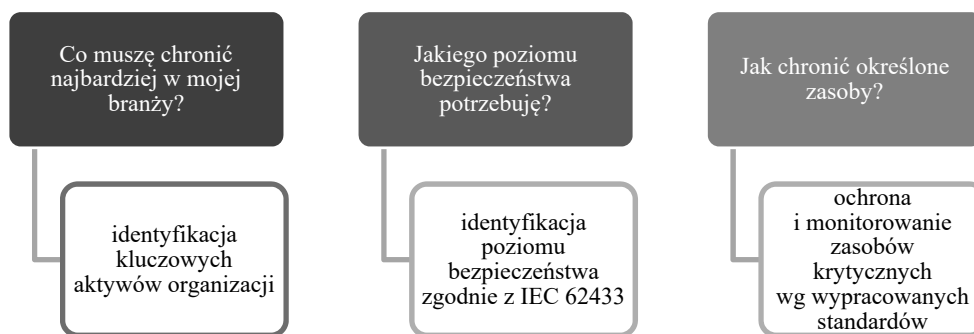 Co muszę chronić
najbardziej w mojej
branży?
identyfikacja
kluczowych
aktywów organizacji
Jakiego poziomu
bezpieczeństwa
potrzebuję?
identyfikacja
poziomu
bezpieczeństwa
zgodnie z IEC 62433
Jak chronić określone
zasoby?
ochrona
i monitorowanie
zasobów
krytycznych
wg wypracowanych
standardów